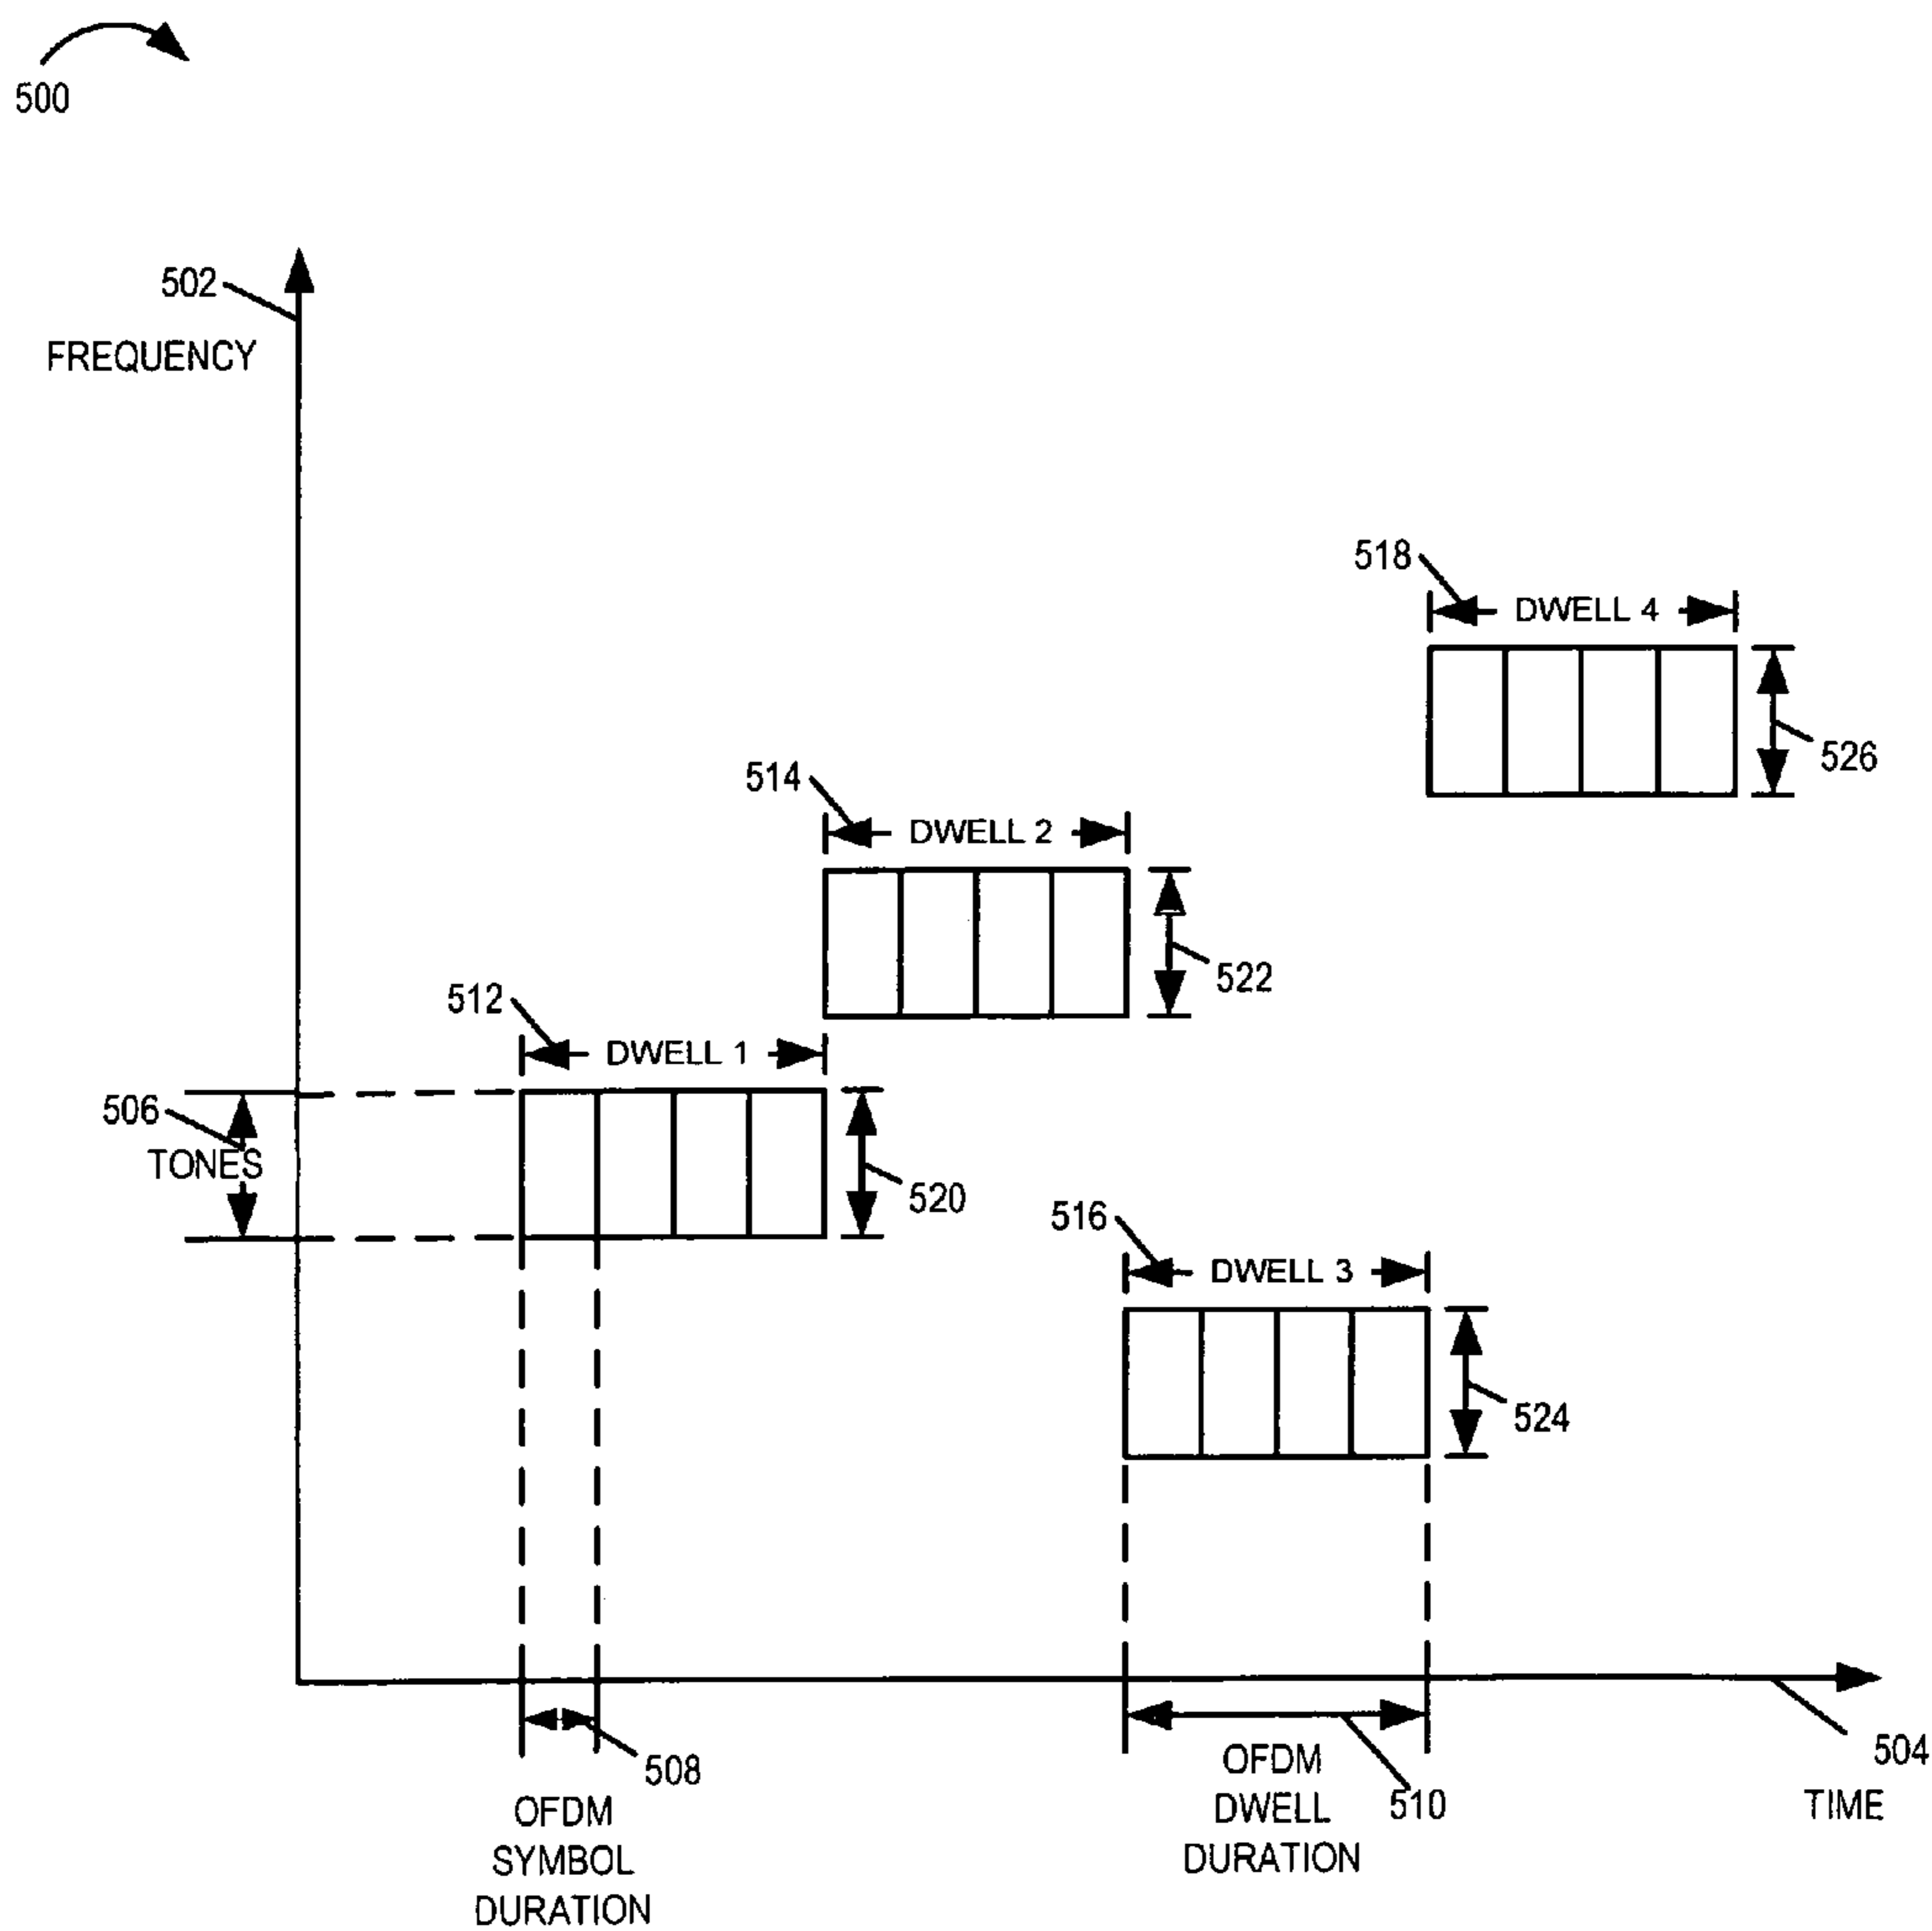 500
502
FREQUENCY
518
DWELL 4
526
514
DWELL 2
522
512
DWELL 1
506
TONES
520
516
DWELL 3
524
508
OFDM
SYMBOL
DURATION
OFDM
DWELL
DURATION
510
504
TIME